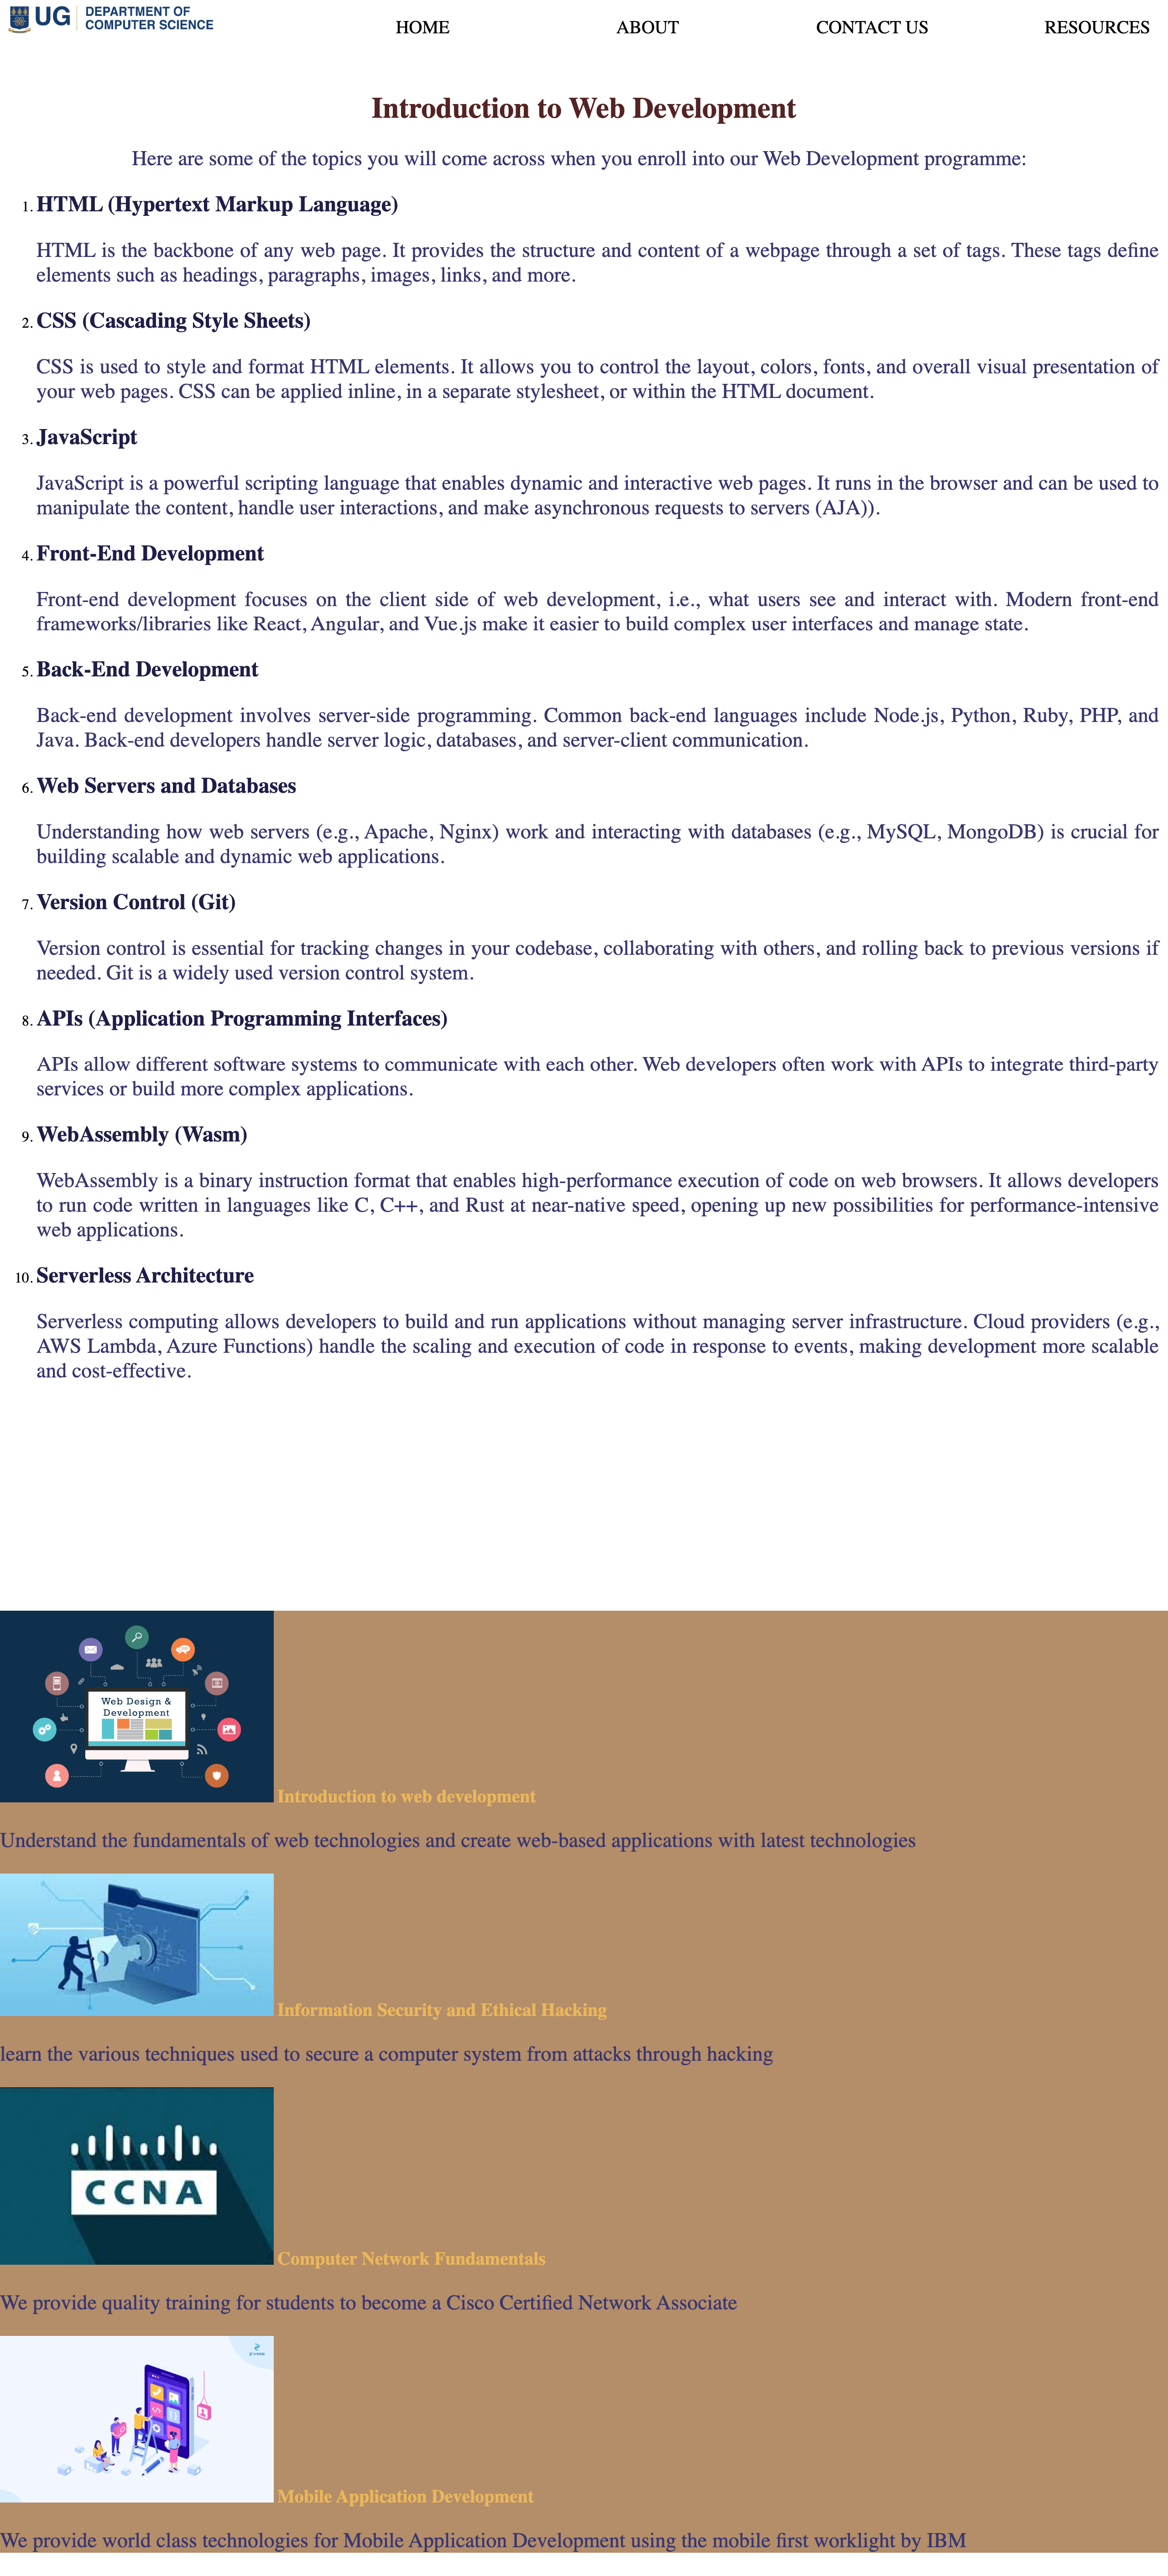 UG DEPARTMENT OF
COMPUTER SCIENCE
HOME ABOUT CONTACT US RESOURCES
Introduction to Web Development
Here are some of the topics you will come across when you enroll into our Web Development programme:
1. HTML (Hypertext Markup Language)
HTML is the backbone of any web page. It provides the structure and content of a webpage through a set of tags. These tags define
elements such as headings, paragraphs, images, links, and more.
2. CSS (Cascading Style Sheets)
CSS is used to style and format HTML elements. It allows you to control the layout, colors, fonts, and overall visual presentation of
your web pages. CSS can be applied inline, in a separate stylesheet, or within the HTML document.
3. JavaScript
JavaScript is a powerful scripting language that enables dynamic and interactive web pages. It runs in the browser and can be used to
manipulate the content, handle user interactions, and make asynchronous requests to servers (AJA)).
4. Front-End Development
Front-end development focuses on the client side of web development, i.e., what users see and interact with. Modern front-end
frameworks/libraries like React, Angular, and Vue.js make it easier to build complex user interfaces and manage state.
5. Back-End Development
Back-end development involves server-side programming. Common back-end languages include Node.js, Python, Ruby, PHP, and
Java. Back-end developers handle server logic, databases, and server-client communication.
6. Web Servers and Databases
Understanding how web servers (e.g., Apache, Nginx) work and interacting with databases (e.g., MySQL, MongoDB) is crucial for
building scalable and dynamic web applications.
7. Version Control (Git)
Version control is essential for tracking changes in your codebase, collaborating with others, and rolling back to previous versions if
needed. Git is a widely used version control system.
8. APIs (Application Programming Interfaces)
APIs allow different software systems to communicate with each other. Web developers often work with APIs to integrate third-party
services or build more complex applications.
9. WebAssembly (Wasm)
WebAssembly is a binary instruction format that enables high-performance execution of code on web browsers. It allows developers
to run code written in languages like C, C++, and Rust at near-native speed, opening up new possibilities for performance-intensive
web applications.
10. Serverless Architecture
Serverless computing allows developers to build and run applications without managing server infrastructure. Cloud providers (e.g.,
AWS Lambda, Azure Functions) handle the scaling and execution of code in response to events, making development more scalable
and cost-effective.
Web Design &
Development
Introduction to web development
Understand the fundamentals of web technologies and create web-based applications with latest technologies
Information Security and Ethical Hacking
learn the various techniques used to secure a computer system from attacks through hacking
CCNA
Computer Network Fundamentals
We provide quality training for students to become a Cisco Certified Network Associate
Mobile Application Development
We provide world class technologies for Mobile Application Development using the mobile first worklight by IBM